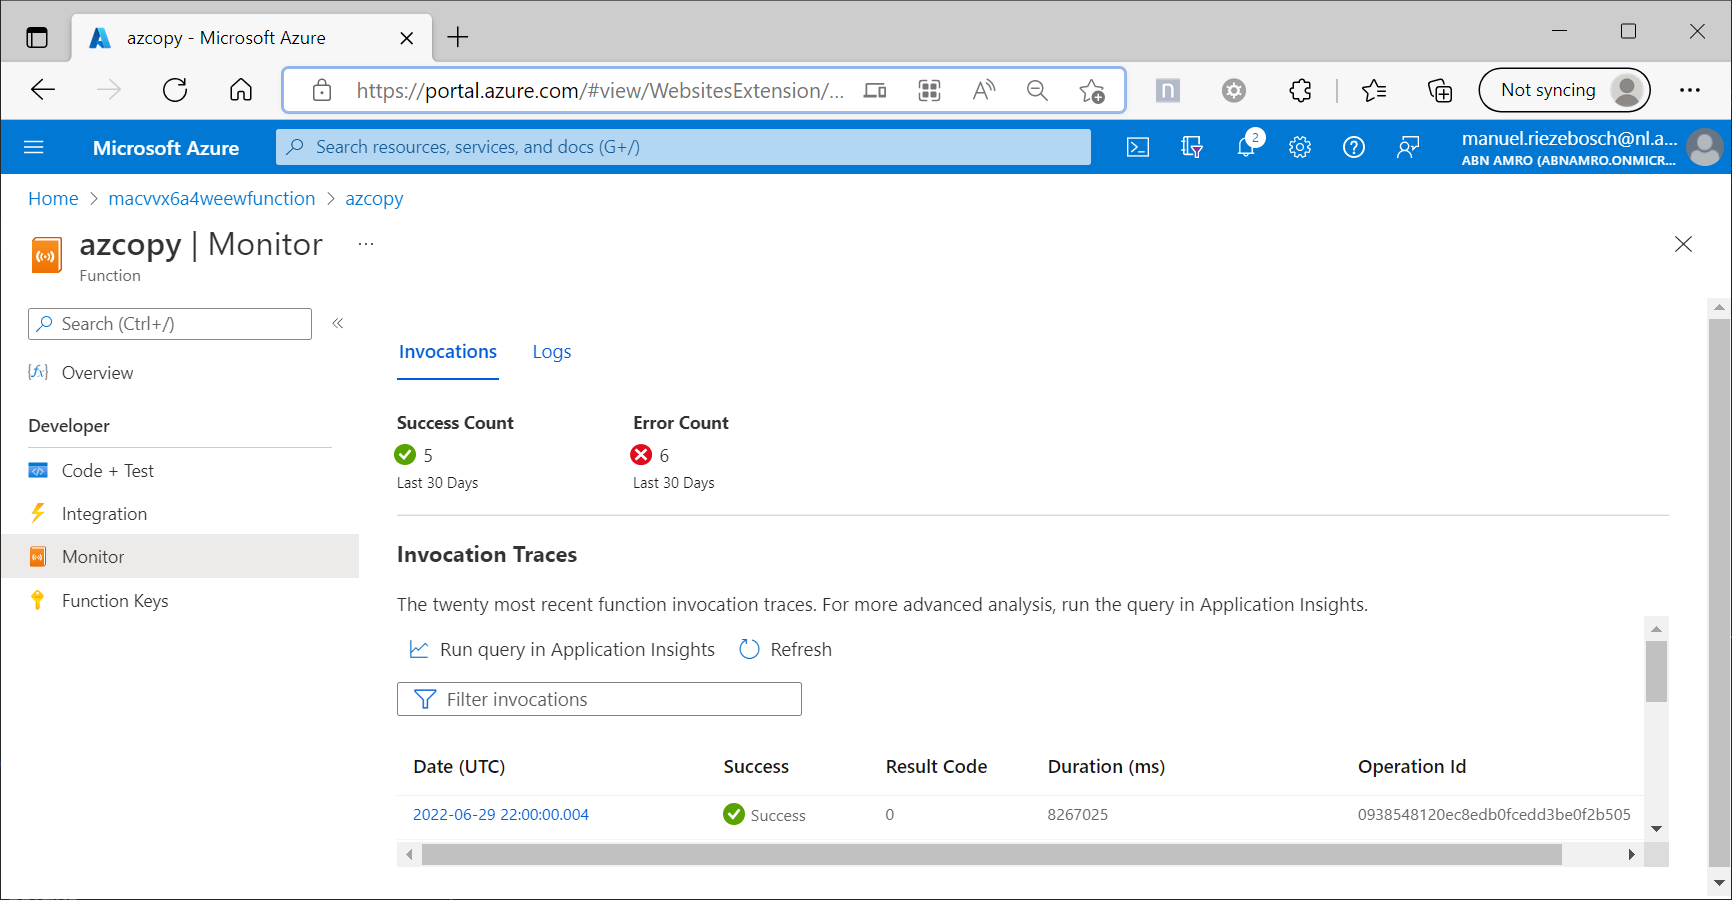 azcopy - Microsoft Azure
https://portal.azure.com/#view/WebsitesExtension/...
Not syncing
Microsoft Azure
Search resources, services, and docs (G+/)
2
manuel.riezebosch@nl.a...
ABN AMRO (ABNAMRO.ONMICR...
Home > macvvx6a4weewfunction > azcopy
azcopy | Monitor ...
Function
Search (Ctrl+/)
Overview
Developer
Code + Test
Integration
Monitor
Function Keys
Invocations Logs
Success Count Error Count
5 6
Last 30 Days Last 30 Days
Invocation Traces
The twenty most recent function invocation traces. For more advanced analysis, run the query in Application Insights.
Run query in Application Insights Refresh
Filter invocations
Date (UTC) Success Result Code Duration (ms) Operation Id
2022-06-29 22:00:00.004 Success 0 8267025 0938548120ec8edb0fcedd3be0f2b505